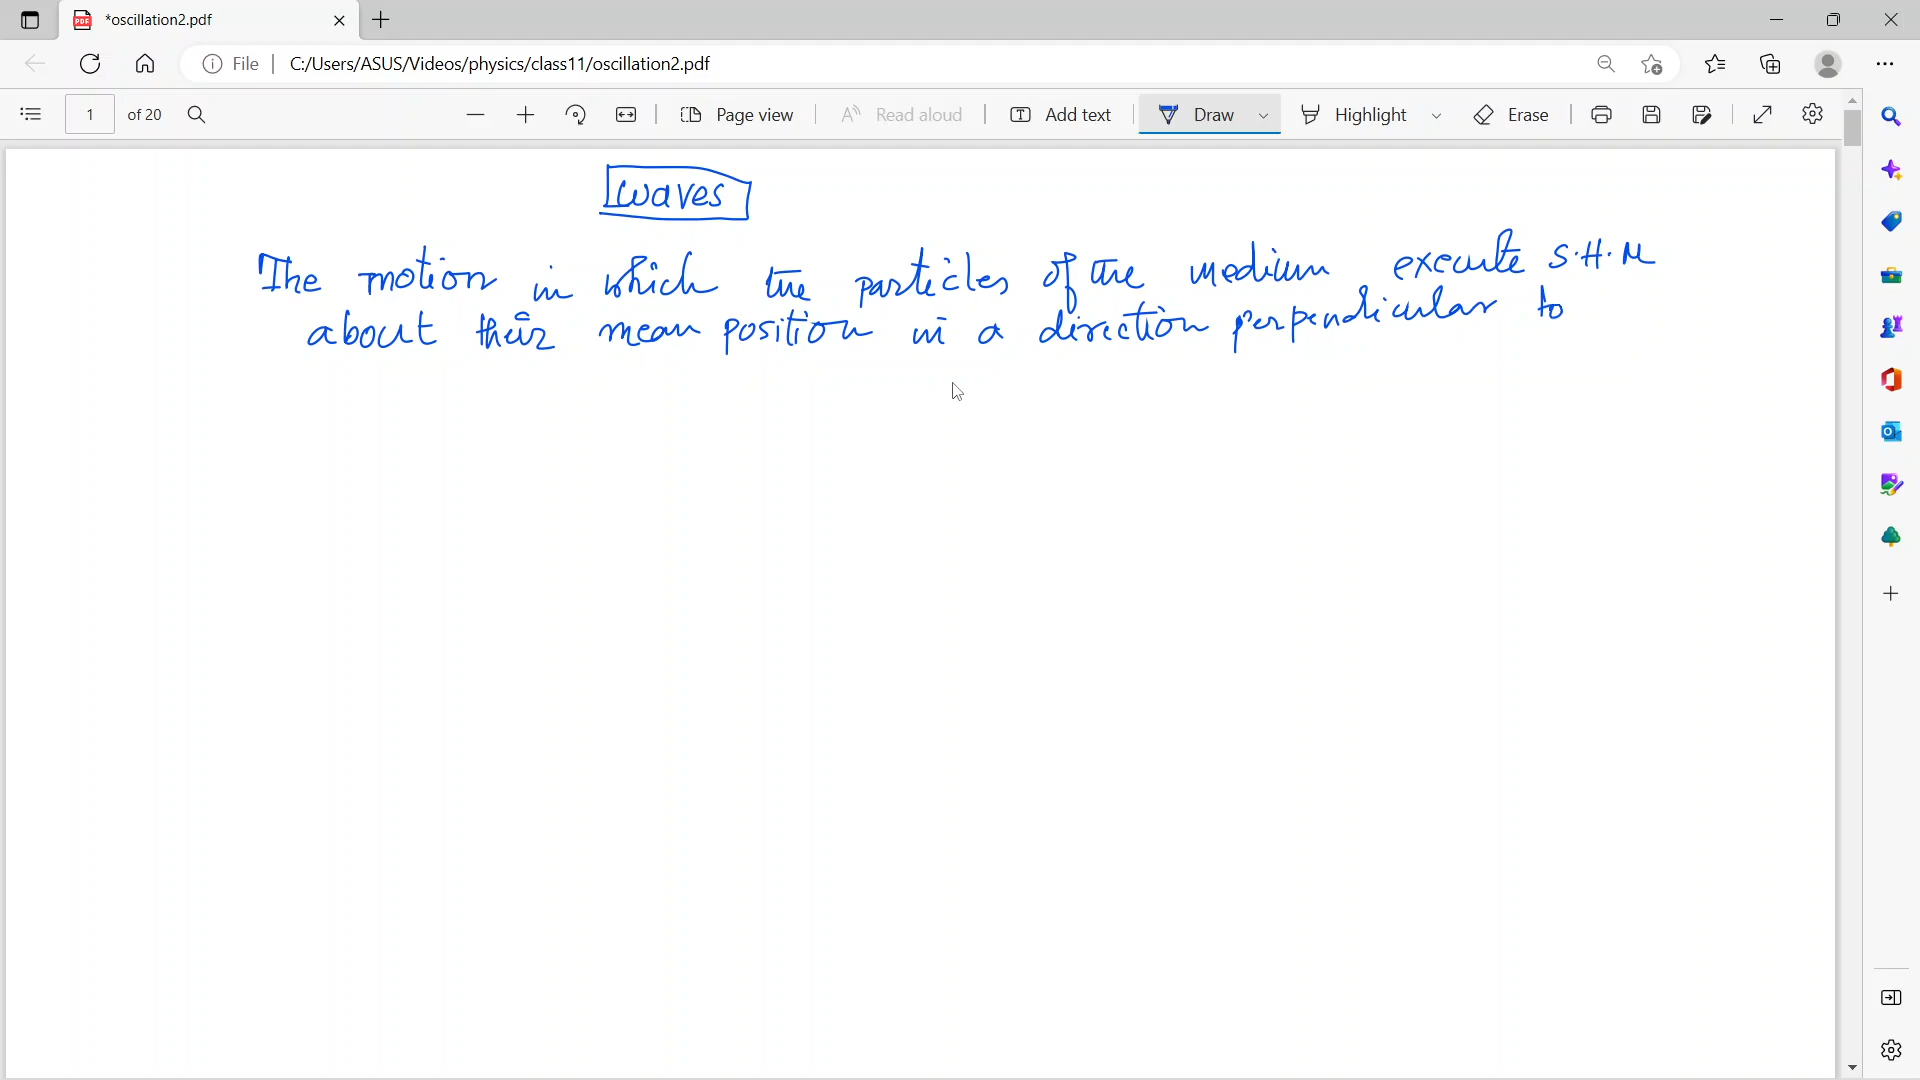 *oscillation2.pdf
File
C:/Users/ASUS/Videos/physics/class11/oscillation2.pdf
1 of 20
Page view
Read aloud
Add text
Draw
Highlight
Erase
waves
The motion in which the particles of the medium execute S.H.M
about their mean position in a direction perpendicular to